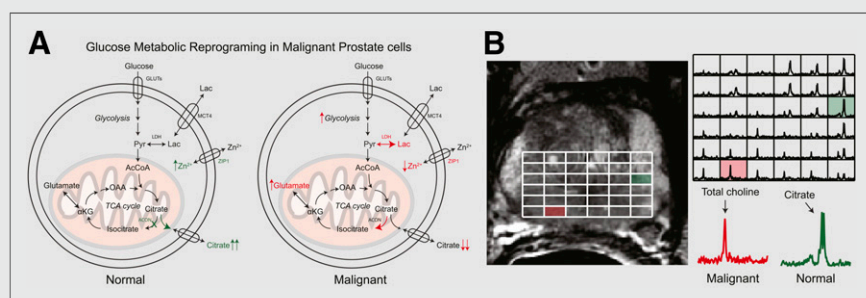 A
Glucose Metabolic Reprograming in Malignant Prostate cells
Glucose
GLUTs
Lac
MCT4
Glycolysis
LDH
Pyr
Lac
Zn2+
Zn2+
ZIP1
AcCoA
Glutamate
OAA
TCA cycle
Citrate
αKG
ACON
Isocitrate
Citrate
Normal
Glucose
GLUTs
Lac
MCT4
Glycolysis
LDH
Pyr
Lac
Zn2+
Zn2+
ZIP1
AcCoA
Glutamate
OAA
TCA cycle
Citrate
αKG
ACON
Isocitrate
Citrate
Malignant
B
Total choline
Citrate
Malignant
Normal